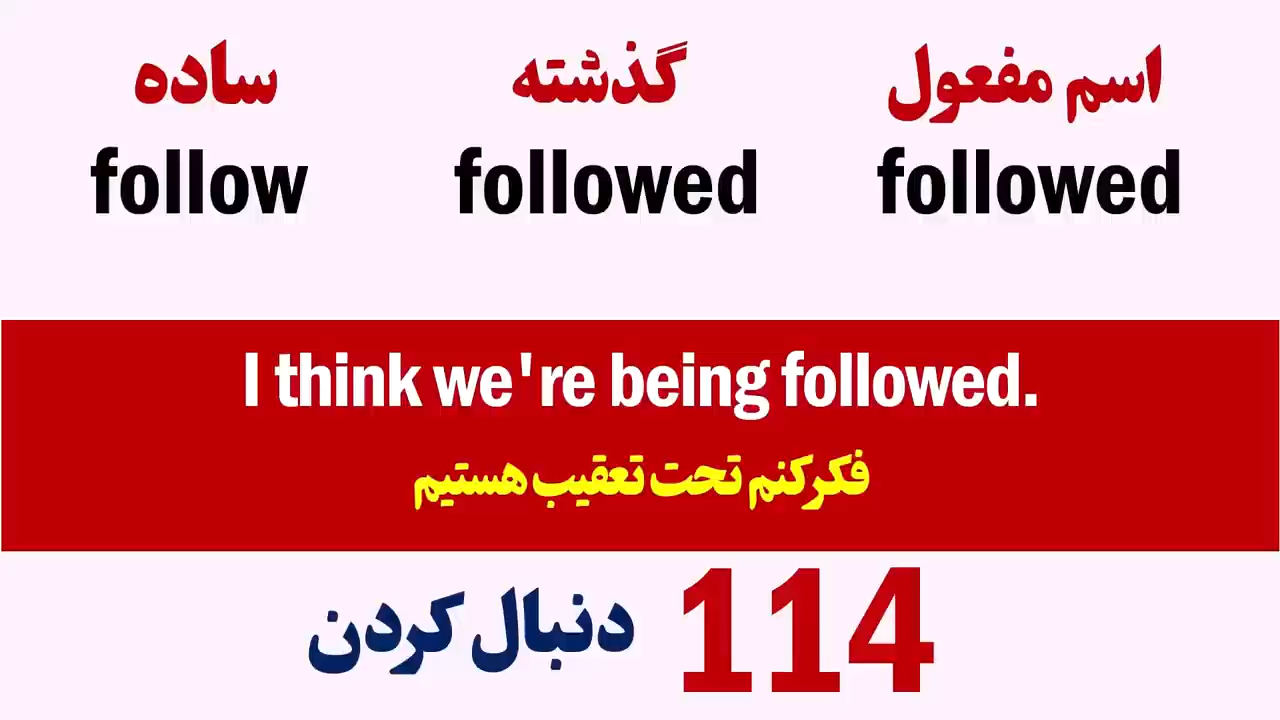 ساده گذشته اسم مفعول
follow followed followed
I think we're being followed.
فکرکنم تحت تعقیب هستیم
دنبال کردن 114